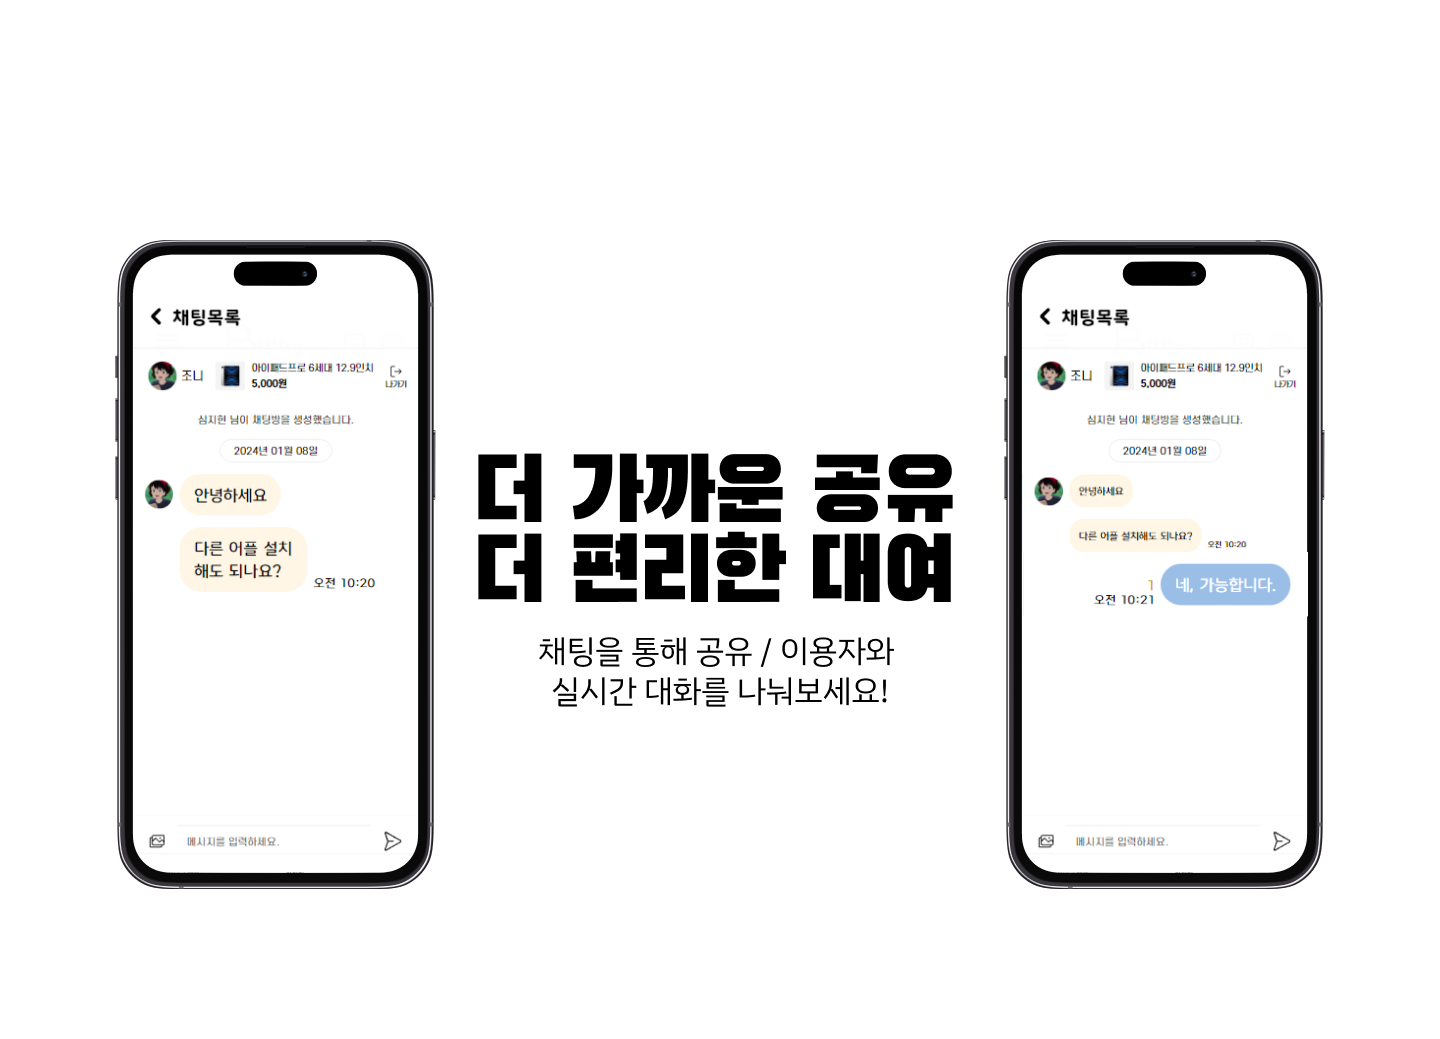 채팅목록
조니
아이패드프로 6세대 12.9인치
5,000원
나가기
심지현 님이 채팅방을 생성했습니다.
2024년 01월 08일
안녕하세요
다른 어플 설치
해도 되나요?
오전 10:20
메시지를 입력하세요.
더 가까운 공유
더 편리한 대여
채팅을 통해 공유 / 이용자와
실시간 대화를 나눠보세요!
채팅목록
조니
아이패드프로 6세대 12.9인치
5,000원
나가기
심지현 님이 채팅방을 생성했습니다.
2024년 01월 08일
안녕하세요
다른 어플 설치해도 되나요?
오전 10:20
1
오전 10:21
네, 가능합니다.
메시지를 입력하세요.